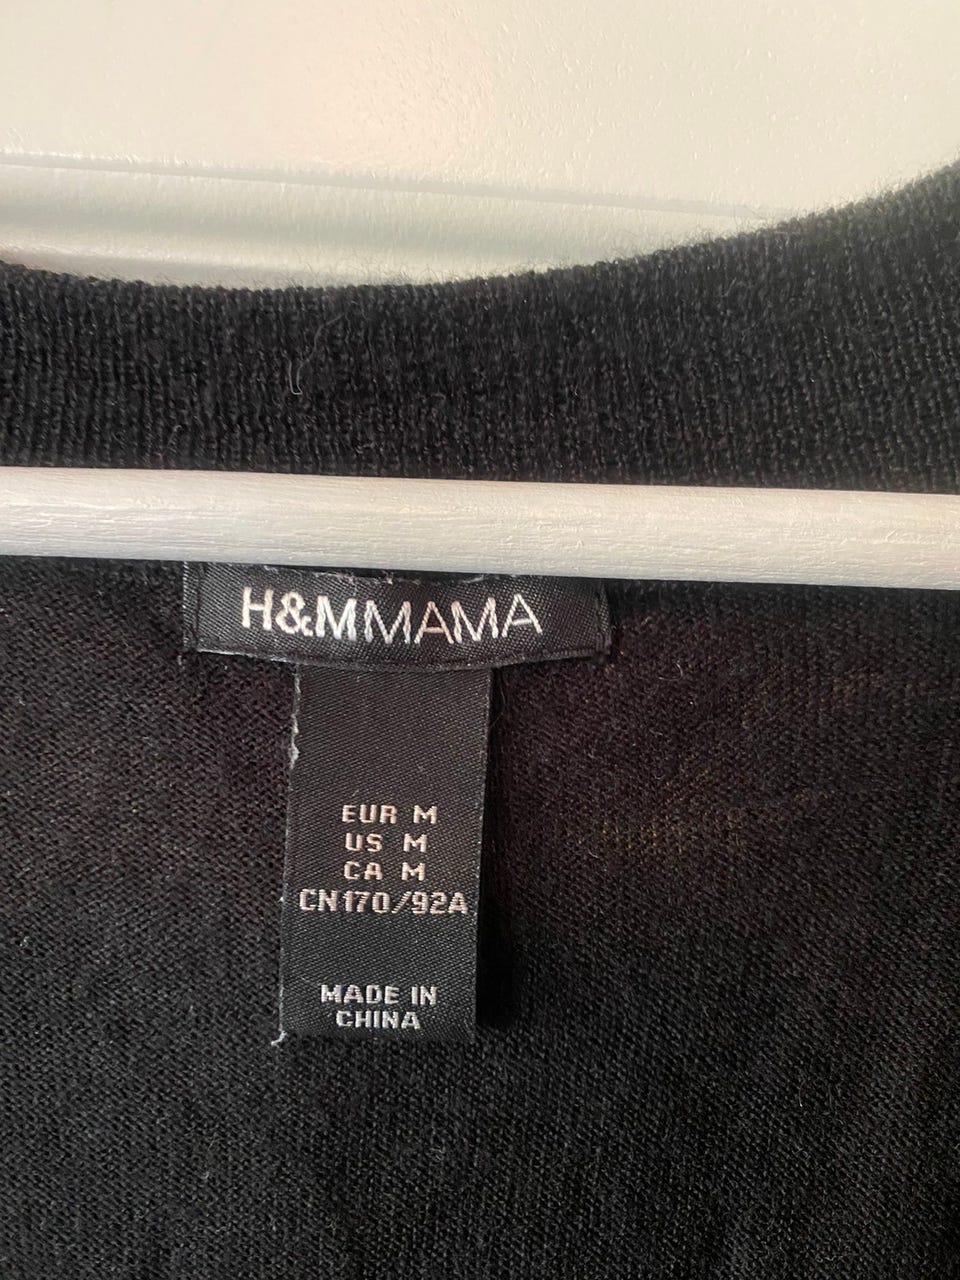 H&MMAMA
EUR M
US M
CA M
CN170/92A
MADE IN
CHINA